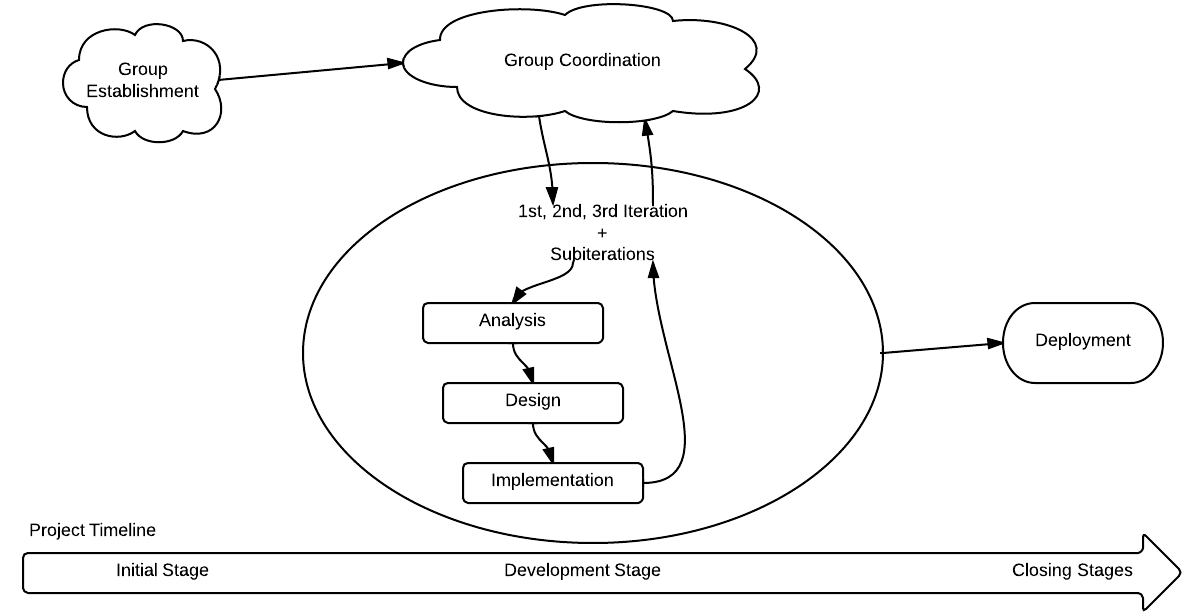 Group
Establishment
Group Coordination
1st, 2nd, 3rd Iteration
+
Subiterations
Analysis
Design
Implementation
Deployment
Project Timeline
Initial Stage
Development Stage
Closing Stages